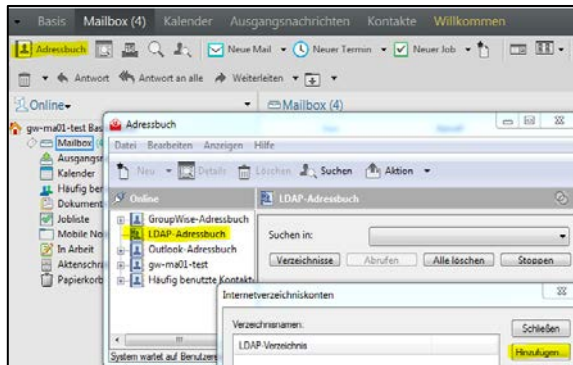 Basis Mailbox (4) Kalender Ausgangsnachrichten Kontakte Willkommen
Adressbuch Neue Mail Neuer Termin Neuer Job
Antwort Antwort an alle Weiterleiten
Online Mailbox (4)
gw-ma01-test
Mailbox
Kalender
Jobliste
In Arbeit
Adressbuch
Datei Bearbeiten Anzeigen Hilfe
Neu Details Löschen Suchen Aktion
Online LDAP-Adressbuch
GroupWise-Adressbuch
LDAP-Adressbuch
Outlook-Adressbuch
gw-ma01-test
Häufig benutzte Kontakte
Suchen in:
Verzeichnisse Abrufen Alle löschen Stoppen
System wartet auf
Internetverzeichniskonten
Verzeichnisnamen:
LDAP-Verzeichnis
Schließen
Hinzufügen...